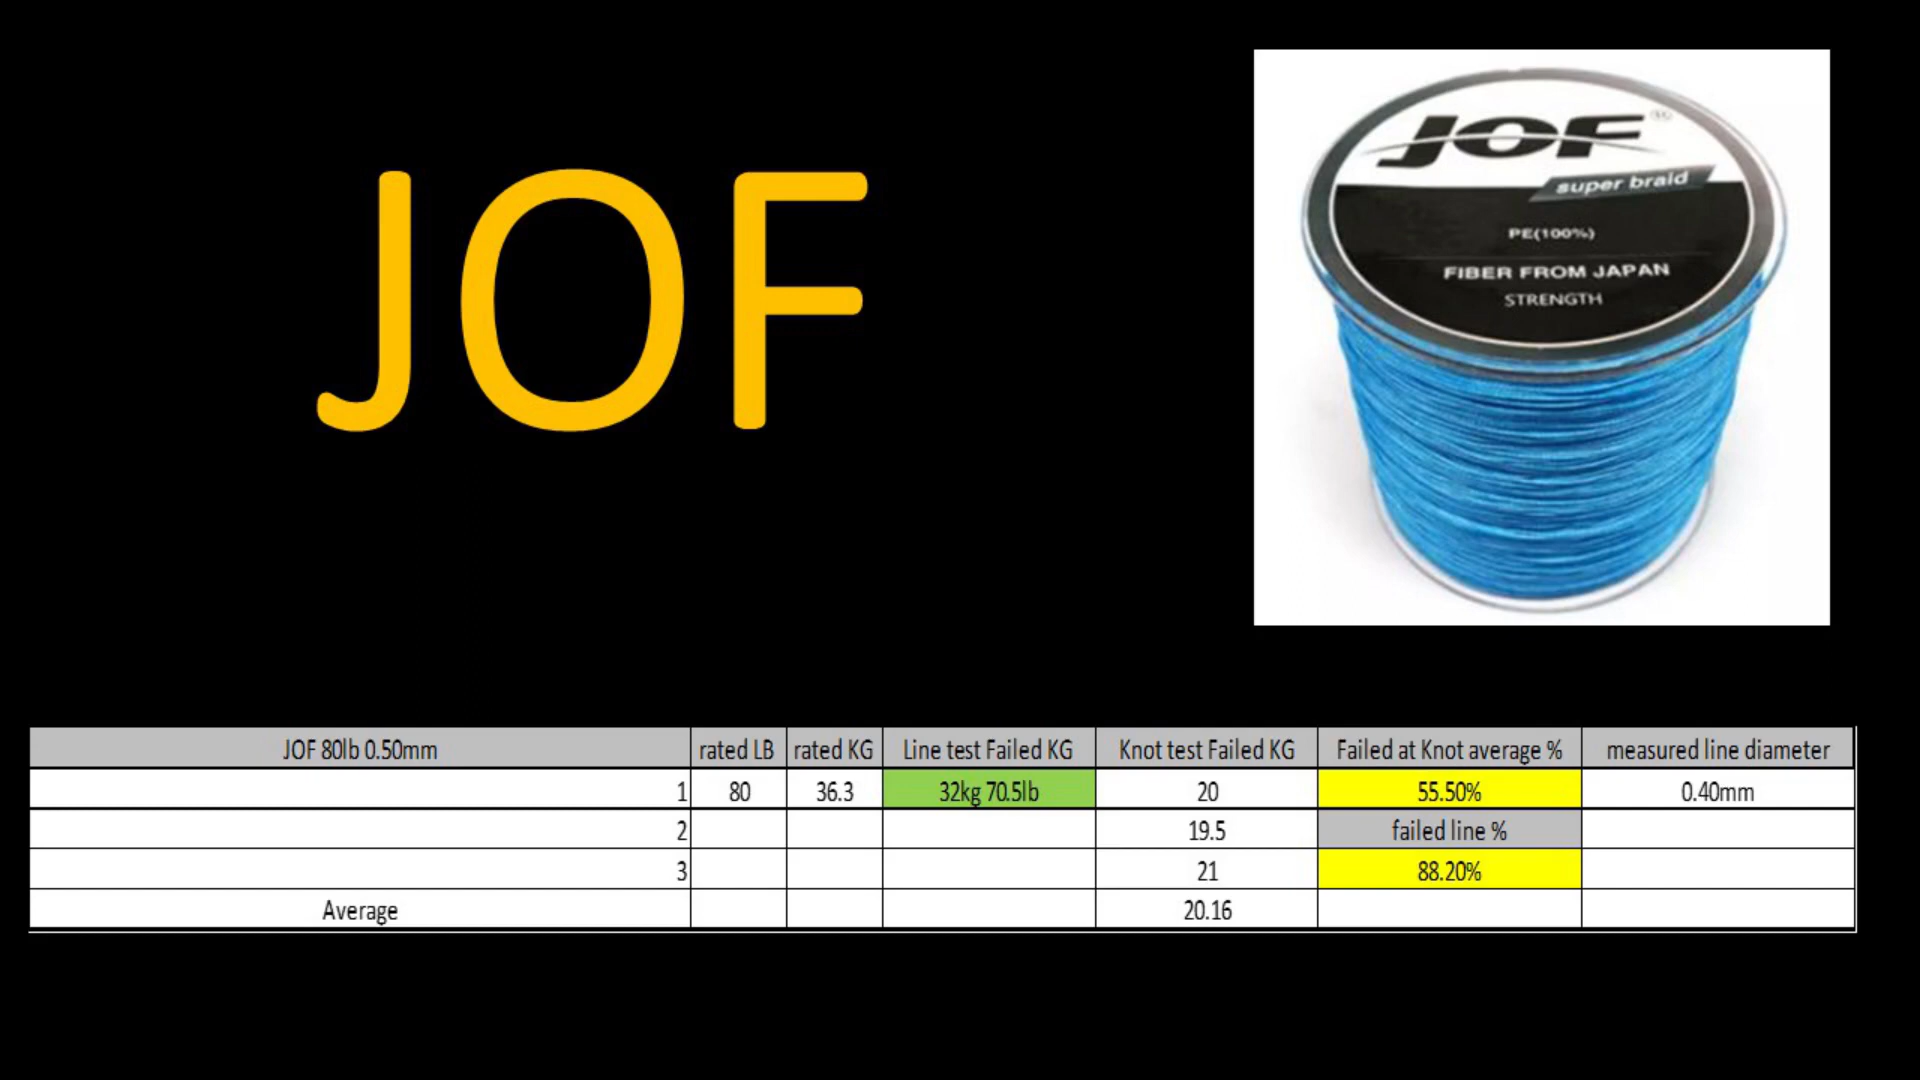 JOF
JOF
super braid
PE(100%)
FIBER FROM JAPAN
STRENGTH
JOF 80lb 0.50mm rated LB rated KG Line test Failed KG Knot test Failed KG Failed at Knot average % measured line diameter
1 80 36.3 32kg 70.5lb 20 55.50% 0.40mm
2 19.5 failed line %
3 21 88.20%
Average 20.16